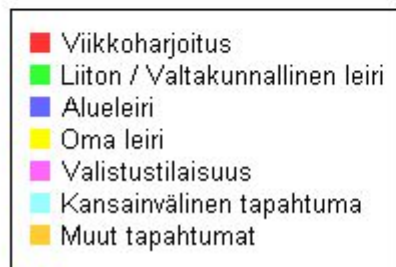 Viikkoharjoitus
Liiton / Valtakunnallinen leiri
Alueleiri
Oma leiri
Valistustilaisuus
Kansainvälinen tapahtuma
Muut tapahtumat